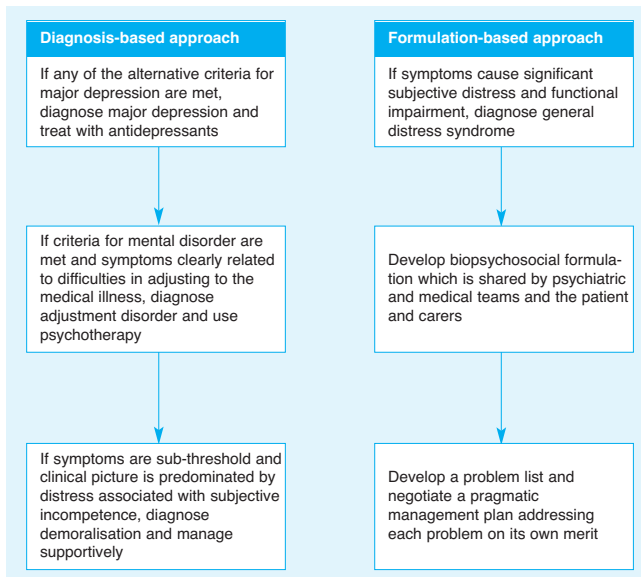 Diagnosis-based approach
If any of the alternative criteria for
major depression are met,
diagnose major depression and
treat with antidepressants
If criteria for mental disorder are
met and symptoms clearly related
to difficulties in adjusting to the
medical illness, diagnose
adjustment disorder and use
psychotherapy
If symptoms are sub-threshold and
clinical picture is predominated by
distress associated with subjective
incompetence, diagnose
demoralisation and manage
supportively
Formulation-based approach
If symptoms cause significant
subjective distress and functional
impairment, diagnose general
distress syndrome
Develop biopsychosocial formula-
tion which is shared by psychiatric
and medical teams and the patient
and carers
Develop a problem list and
negotiate a pragmatic
management plan addressing
each problem on its own merit